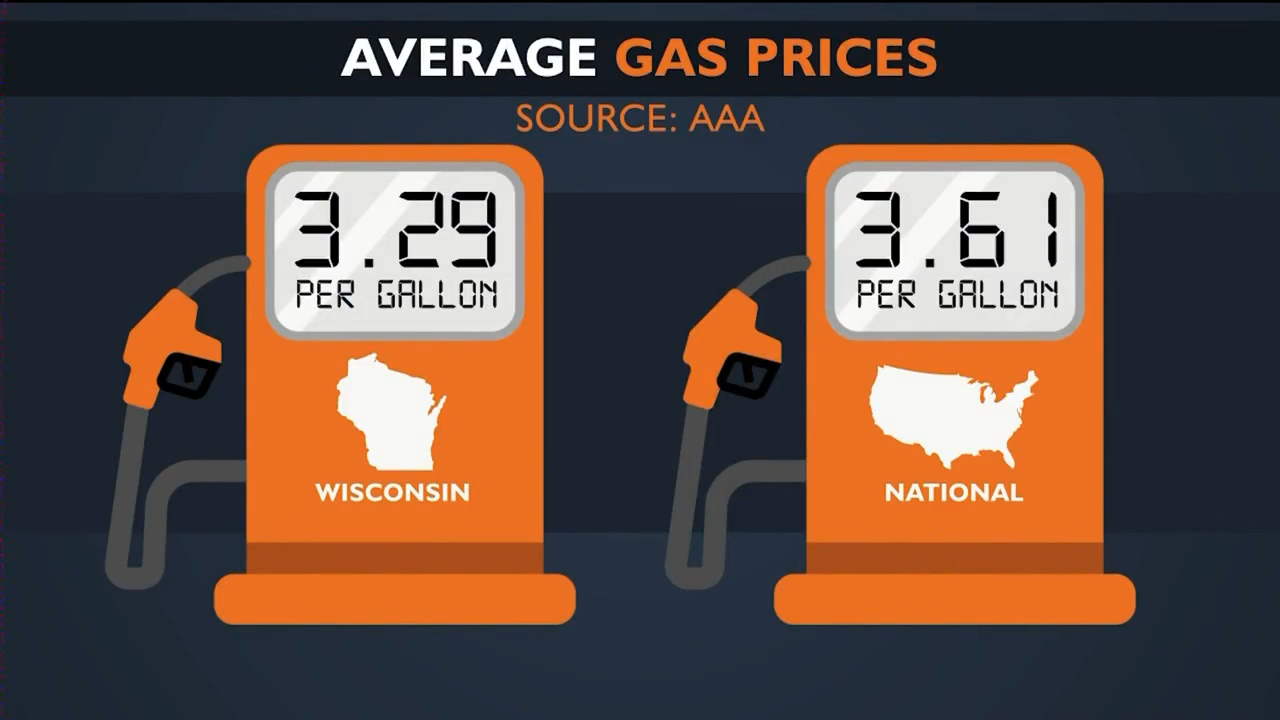 AVERAGE GAS PRICES
SOURCE: AAA
3.29
PER GALLON
WISCONSIN
3.61
PER GALLON
NATIONAL